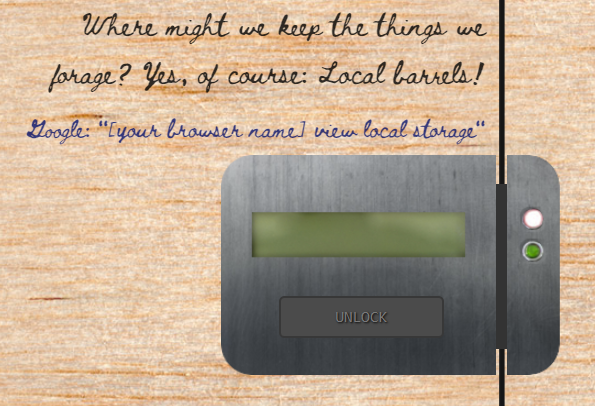 Where might we keep the things we
forage? Yes, of course: Local barrels!
Google: "[your browser name] view local storage"
UNLOCK